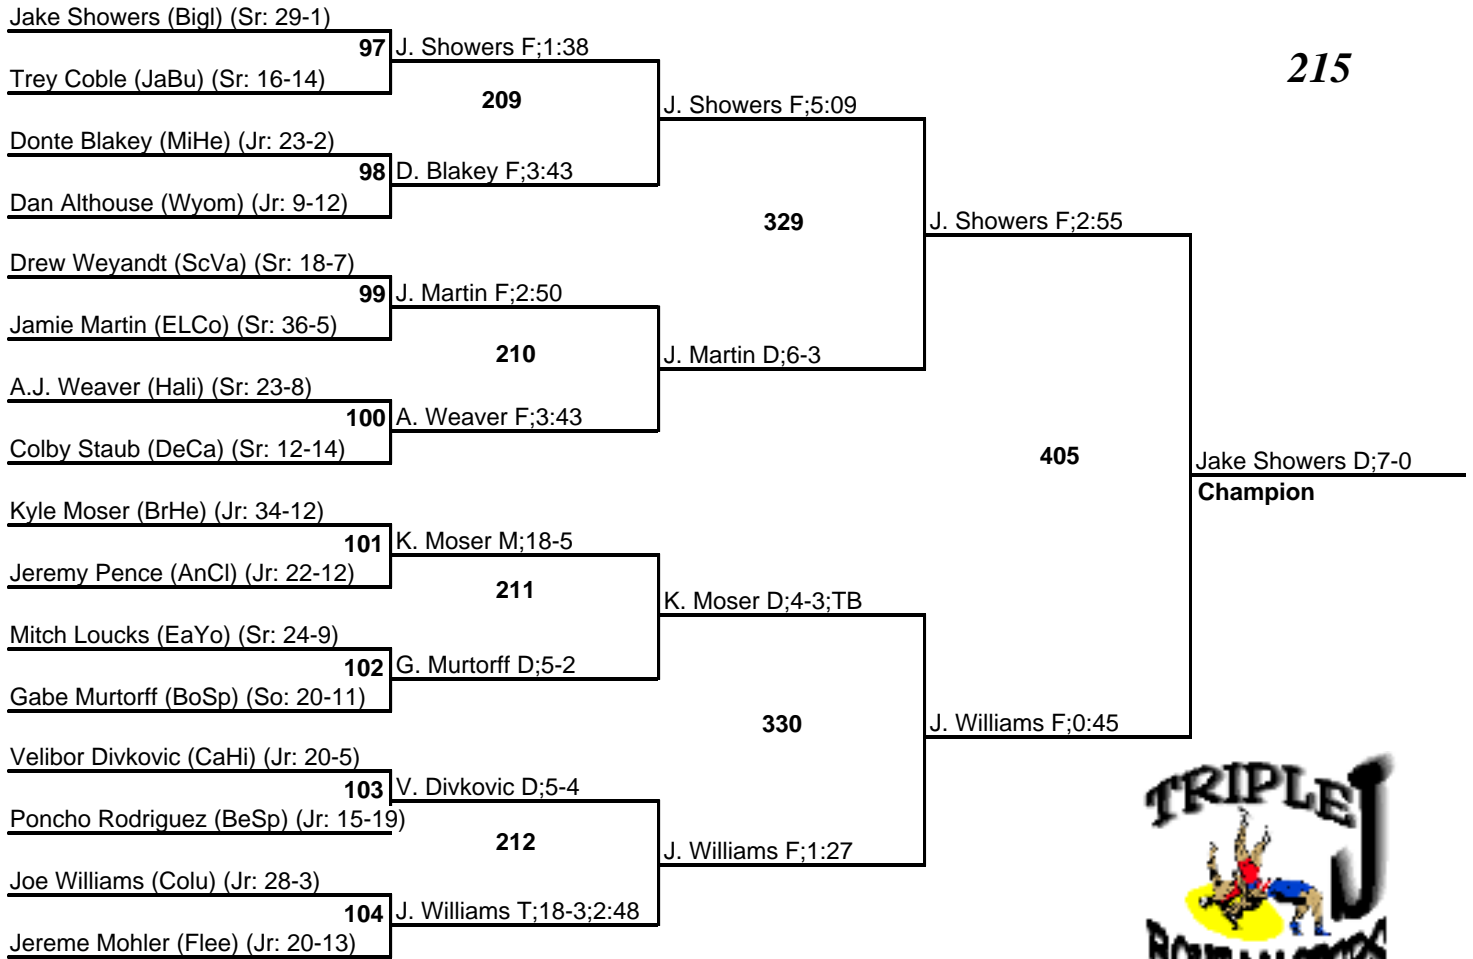 Jake Showers (Bigl) (Sr: 29-1)
97 J. Showers F;1:38
215
Trey Coble (JaBu) (Sr: 16-14)
209
J. Showers F;5:09
Donte Blakey (MiHe) (Jr: 23-2)
98 D. Blakey F;3:43
Dan Althouse (Wyom) (Jr: 9-12)
329
J. Showers F;2:55
Drew Weyandt (ScVa) (Sr: 18-7)
99 J. Martin F;2:50
Jamie Martin (ELCo) (Sr: 36-5)
210
J. Martin D;6-3
A.J. Weaver (Hali) (Sr: 23-8)
100 A. Weaver F;3:43
Colby Staub (DeCa) (Sr: 12-14)
405
Jake Showers D;7-0
Champion
Kyle Moser (BrHe) (Jr: 34-12)
101 K. Moser M;18-5
Jeremy Pence (AnCl) (Jr: 22-12)
211
K. Moser D;4-3;TB
Mitch Loucks (EaYo) (Sr: 24-9)
102 G. Murtorff D;5-2
Gabe Murtorff (BoSp) (So: 20-11)
330
J. Williams F;0:45
Velibor Divkovic (CaHi) (Jr: 20-5)
103 V. Divkovic D;5-4
Poncho Rodriguez (BeSp) (Jr: 15-19)
212
J. Williams F;1:27
Joe Williams (Colu) (Jr: 28-3)
104 J. Williams T;18-3;2:48
Jereme Mohler (Flee) (Jr: 20-13)
TRIPLE J